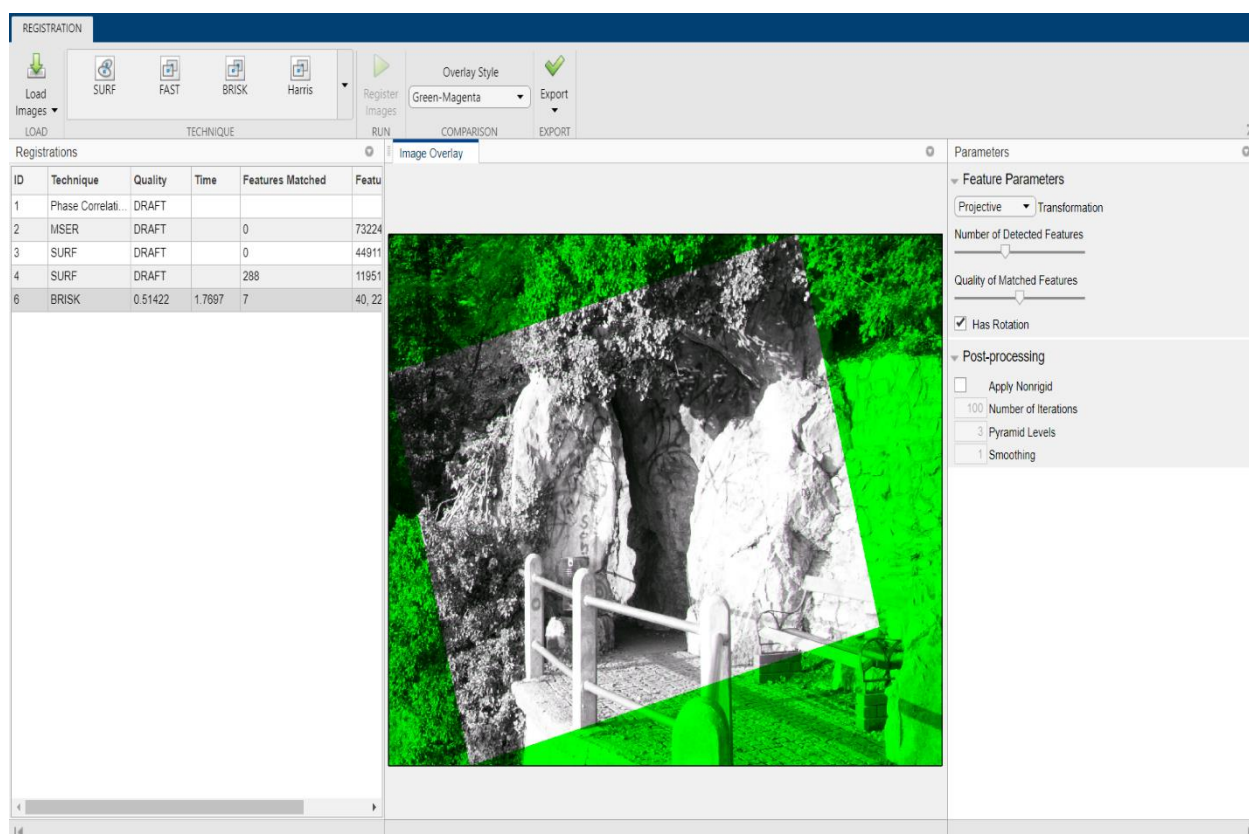 REGISTRATION
Load Images
SURF
FAST
BRISK
Harris
Register Images
Overlay Style
Green-Magenta
Export
LOAD
TECHNIQUE
RUN
COMPARISON
EXPORT
Registrations
Image Overlay
Parameters
ID Technique Quality Time Features Matched Featu
1 Phase Correlati... DRAFT
2 MSER DRAFT 0 73224
3 SURF DRAFT 0 44911
4 SURF DRAFT 288 11951
6 BRISK 0.51422 1.7697 7 40, 22
Feature Parameters
Projective Transformation
Number of Detected Features
Quality of Matched Features
Has Rotation
Post-processing
Apply Nonrigid
100 Number of Iterations
3 Pyramid Levels
1 Smoothing